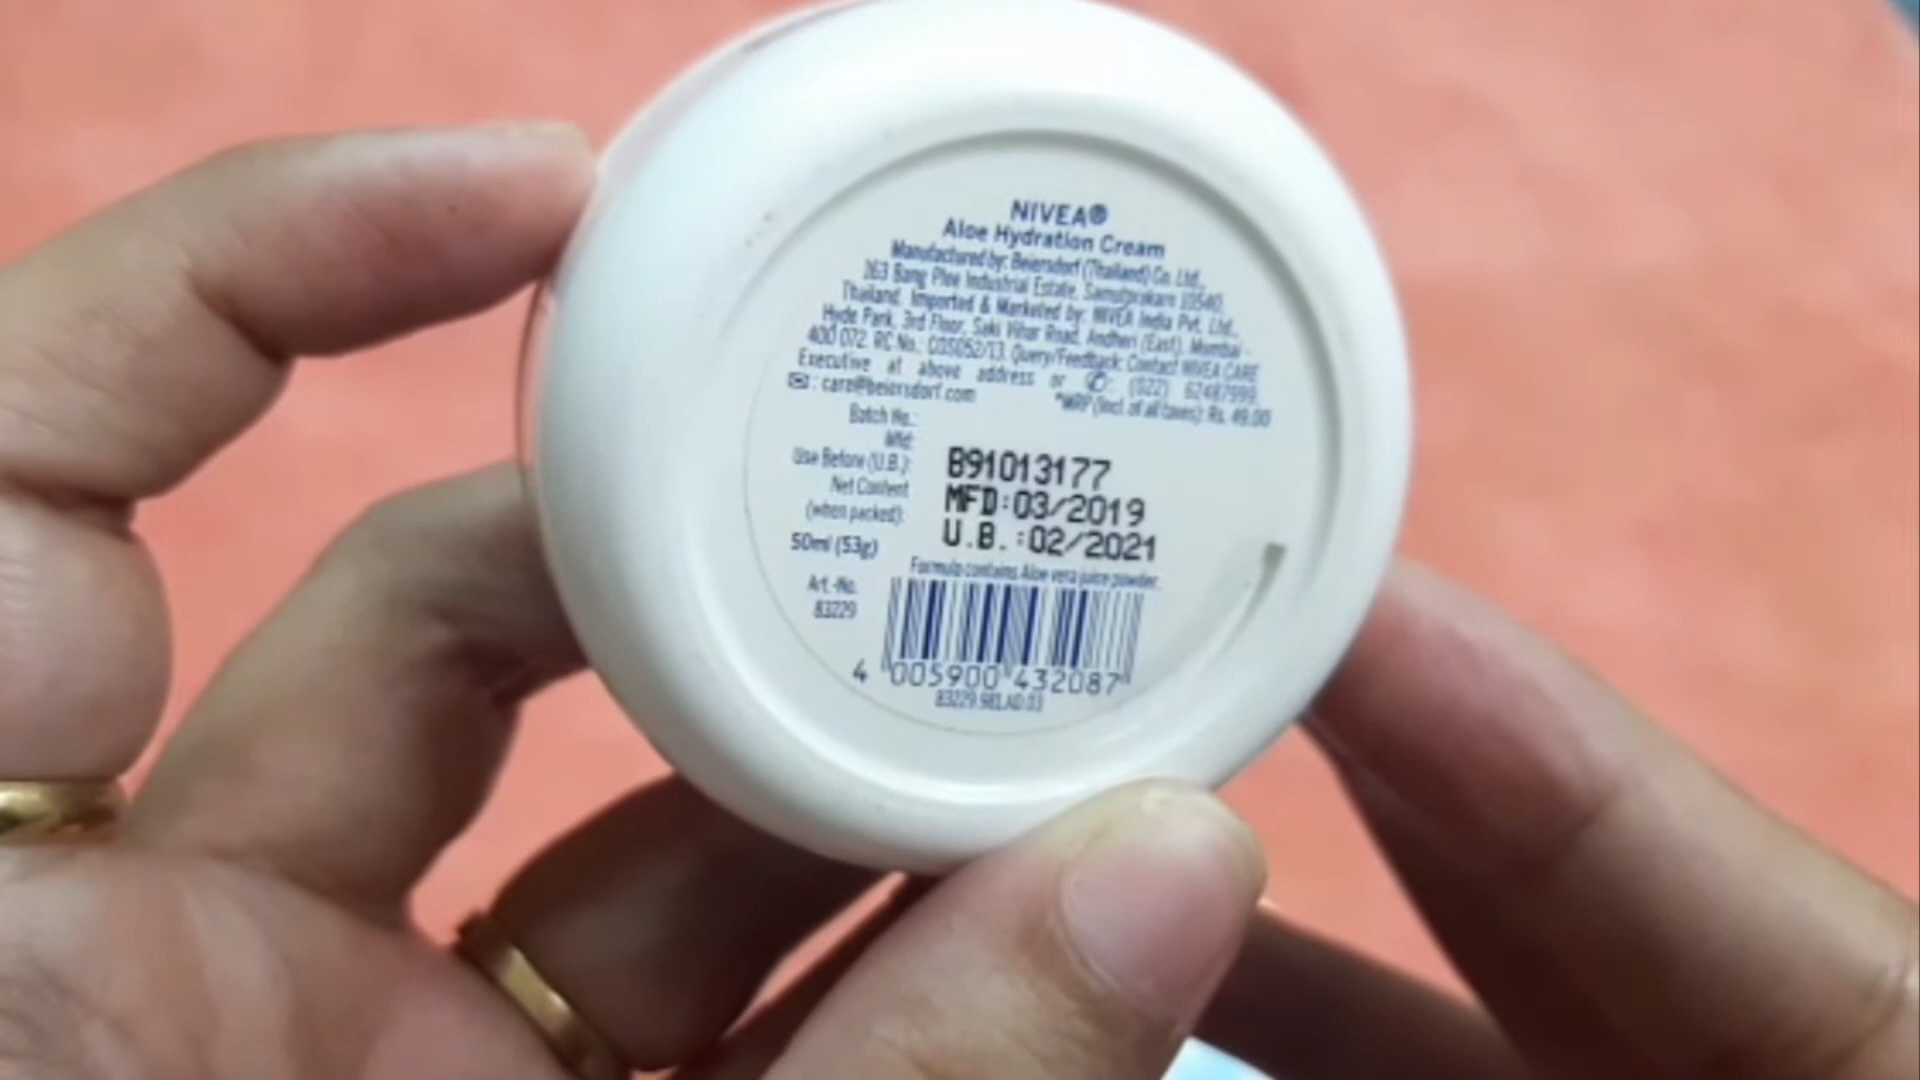 NIVEA®
Aloe Hydration Cream
Manufactured by: Beiersdorf (Thailand) Co. Ltd.,
163 Bang Plee Industrial Estate, Samutprakarn 10540,
Thailand. Imported & Marketed by: NIVEA India Pvt. Ltd.,
Hyde Park, 3rd Floor, Saki Vihar Road, Andheri (East), Mumbai -
400 072. RC No.: COS052/13. Query/Feedback: Contact NIVEA CARE
Executive at above address or ✆: (022) 62487999.
✉: care@beiersdorf.com *MRP (incl. of all taxes): Rs. 49.00
Batch No.: B91013177
Mfd: MFD:03/2019
Use Before (U.B.): U.B.:02/2021
Net Content
(when packed):
50ml (53g)
Formula contains Aloe vera juice powder.
Art.-No.
83229
4 005900 432087